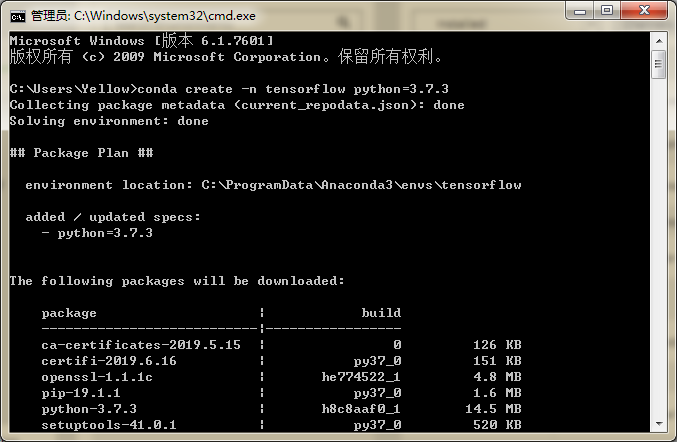 管理员: C:\Windows\system32\cmd.exe
Microsoft Windows [版本 6.1.7601]
版权所有 (c) 2009 Microsoft Corporation。保留所有权利。
C:\Users\Yellow>conda create -n tensorflow python=3.7.3
Collecting package metadata (current_repodata.json): done
Solving environment: done
## Package Plan ##
environment location: C:\ProgramData\Anaconda3\envs\tensorflow
added / updated specs:
- python=3.7.3
The following packages will be downloaded:
package | build
---------------------------|-----------------
ca-certificates-2019.5.15 | 0 126 KB
certifi-2019.6.16 | py37_0 151 KB
openssl-1.1.1c | he774522_1 4.8 MB
pip-19.1.1 | py37_0 1.6 MB
python-3.7.3 | h8c8aaf0_1 14.5 MB
setuptools-41.0.1 | py37_0 520 KB